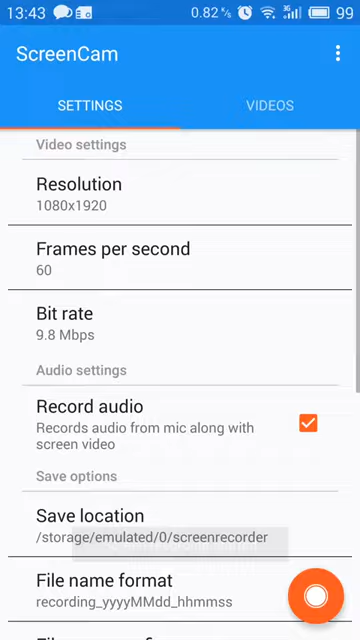 13:43 0.82 K/s 3G 99
ScreenCam
SETTINGS VIDEOS
Video settings
Resolution
1080x1920
Frames per second
60
Bit rate
9.8 Mbps
Audio settings
Record audio
Records audio from mic along with
screen video
Save options
Save location
/storage/emulated/0/screenrecorder
File name format
recording_yyyyMMdd_hhmmss